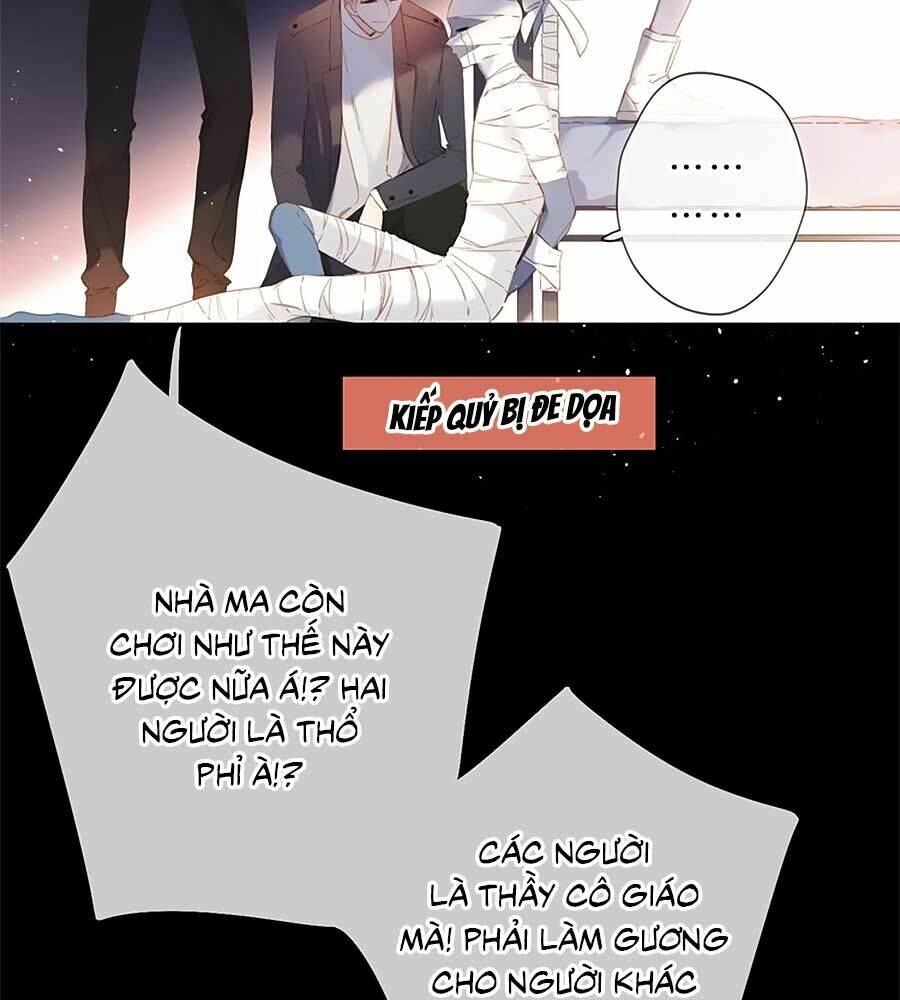 ……
……
KIẾP QUỶ BỊ ĐE DỌA
NHÀ MA CÒN
CHƠI NHƯ THẾ NÀY
ĐƯỢC NỮA Á!? HAI
NGƯỜI LÀ THỔ
PHỈ À!?
CÁC NGƯỜI
LÀ THẦY CÔ GIÁO
MÀ! PHẢI LÀM GƯƠNG
CHO NGƯỜI KHÁC